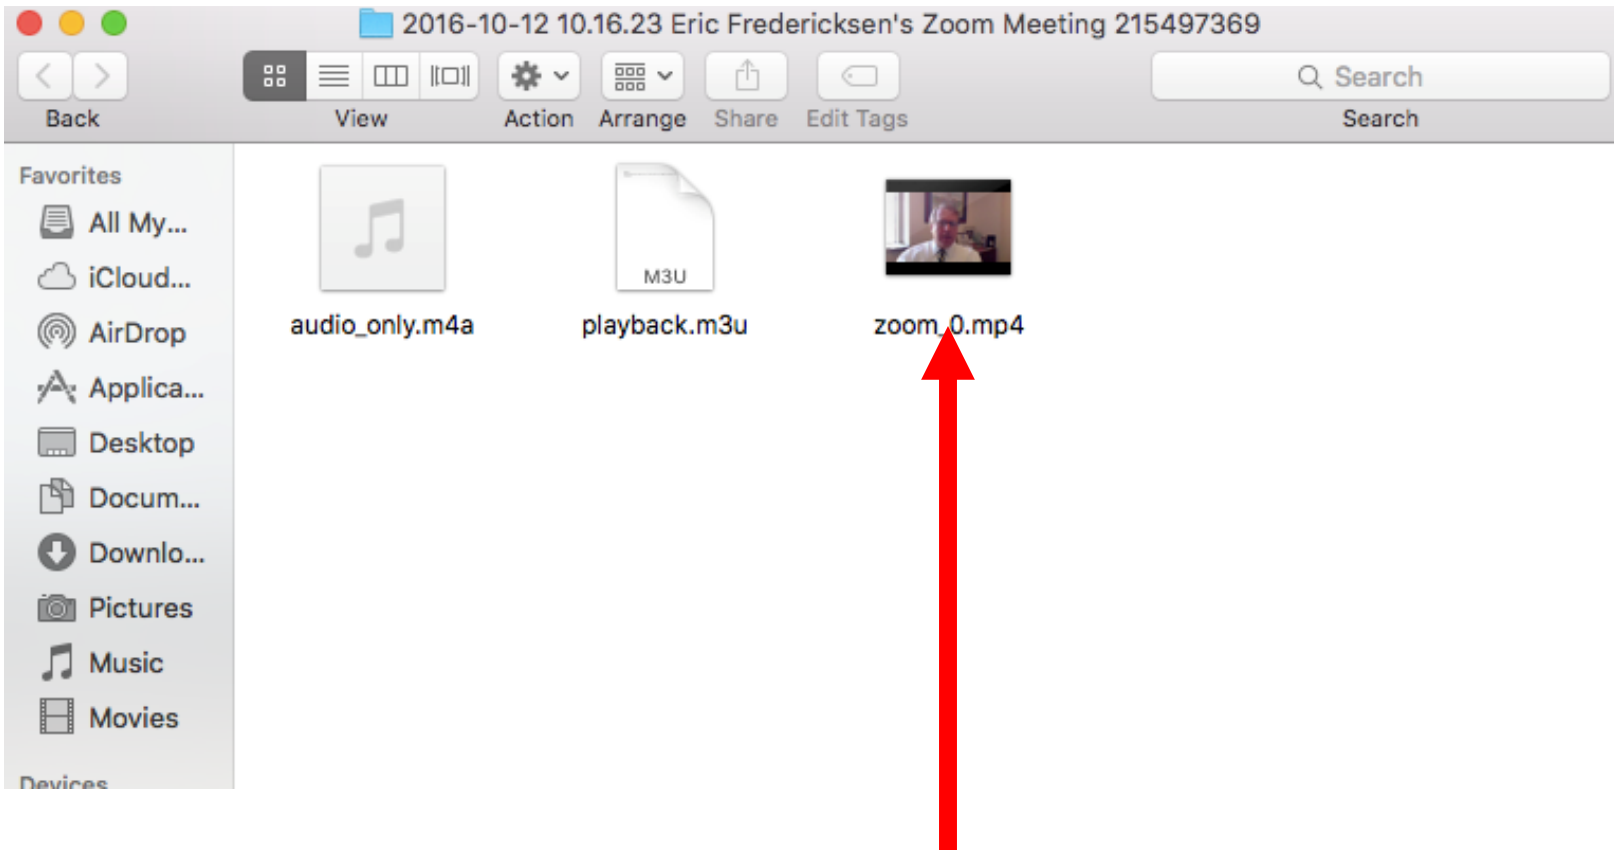 2016-10-12 10.16.23 Eric Fredericksen's Zoom Meeting 215497369
Search
Back View Action Arrange Share Edit Tags Search
Favorites
All My...
iCloud...
AirDrop
Applica...
Desktop
Docum...
Downlo...
Pictures
Music
Movies
Devices
M3U
audio_only.m4a playback.m3u zoom_0.mp4